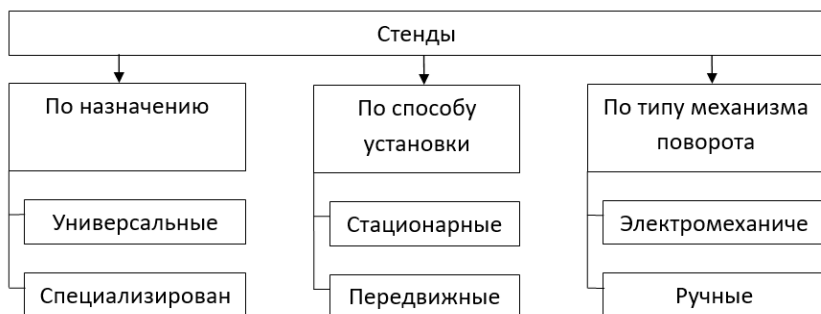 Стенды
По назначению
По способу
установки
По типу механизма
поворота
Универсальные
Стационарные
Электромеханиче
Специализирован
Передвижные
Ручные